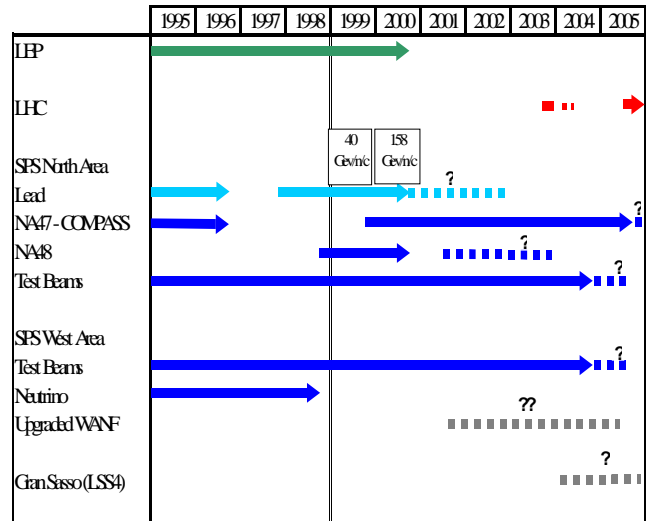 1995 1996 1997 1998 1999 2000 2001 2002 2003 2004 2005
LEP
LHC
40 158
Gev/n/c Gev/n/c
SPS North Area
?
Lead
NA47 - COMPASS ?
NA48 ?
Test Beams ?
SPS West Area
Test Beams ?
Neutrino
Upgraded WANF ??
Gran Sasso (LSS4) ?